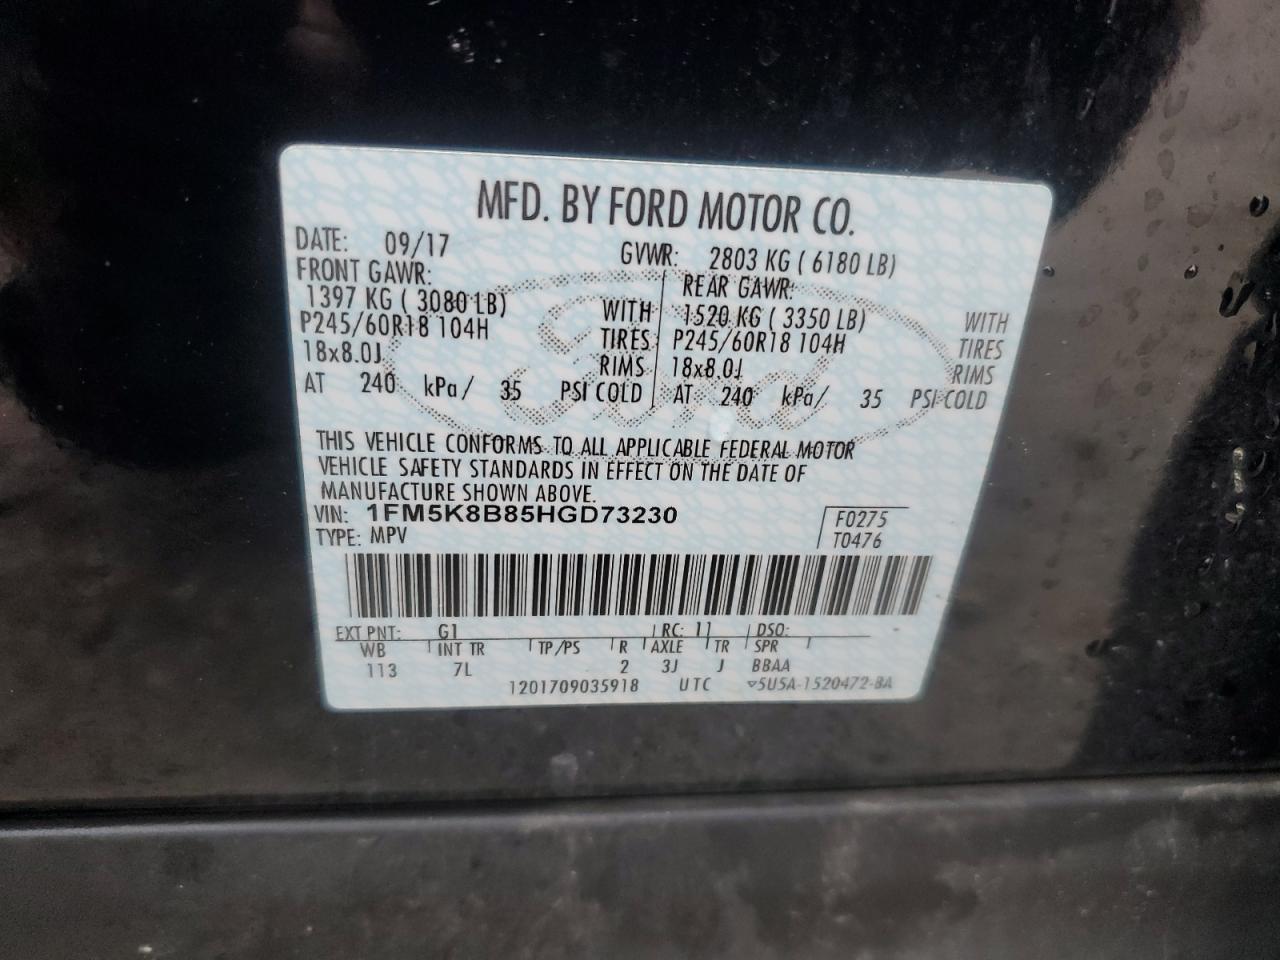 MFD. BY FORD MOTOR CO.
DATE: 09/17 GVWR: 2803 KG ( 6180 LB)
FRONT GAWR: REAR GAWR:
1397 KG ( 3080 LB) WITH 1520 KG ( 3350 LB) WITH
P245/60R18 104H TIRES P245/60R18 104H TIRES
18x8.0J RIMS 18x8.0J RIMS
AT 240 kPa/ 35 PSI COLD AT 240 kPa/ 35 PSI COLD
Ford
THIS VEHICLE CONFORMS TO ALL APPLICABLE FEDERAL MOTOR
VEHICLE SAFETY STANDARDS IN EFFECT ON THE DATE OF
MANUFACTURE SHOWN ABOVE.
VIN: 1FM5K8B85HGD73230 F0275
TYPE: MPV T0476
EXT PNT: G1 RC: 11 DSO:
WB INT TR TP/PS R AXLE TR SPR
113 7L 2 3J J BBAA
1201709035918 UTC ▽5U5A-1520472-BA